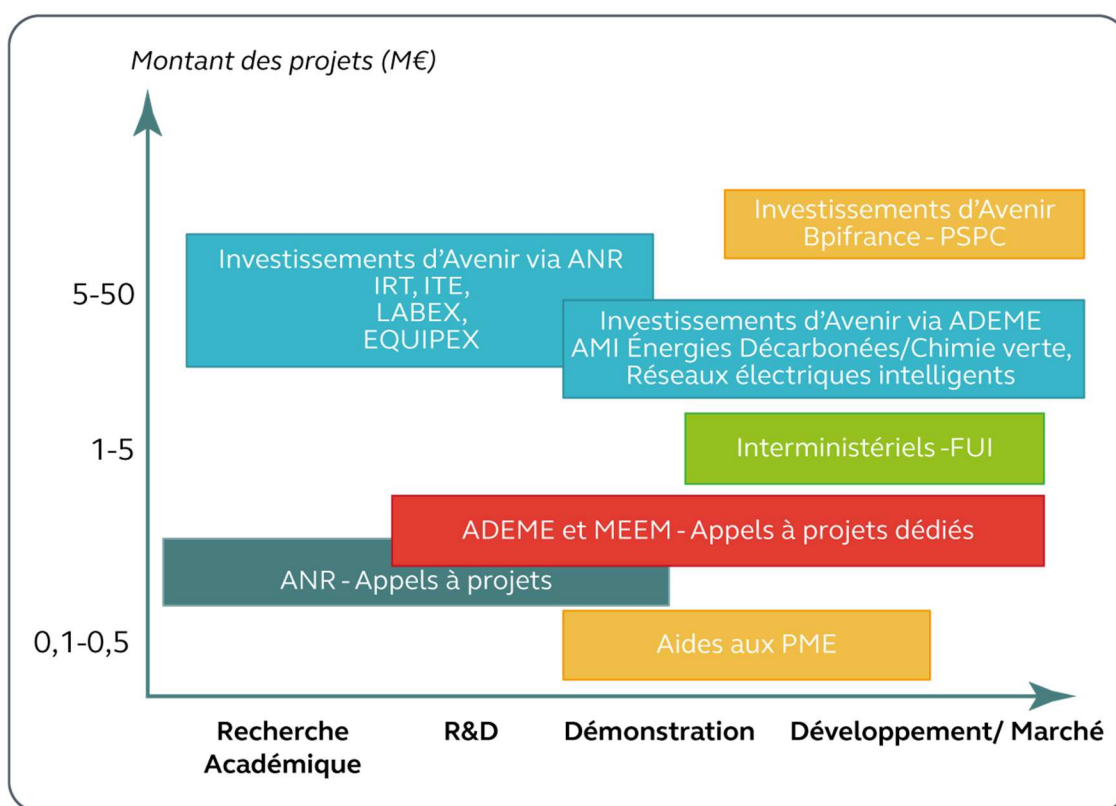 Montant des projets (M€)
Investissements d’Avenir
Bpifrance - PSPC
Investissements d’Avenir via ANR
IRT, ITE,
LABEX,
EQUIPEX
5-50
Investissements d’Avenir via ADEME
AMI Énergies Décarbonées/Chimie verte,
Réseaux électriques intelligents
1-5
Interministériels -FUI
ADEME et MEEM - Appels à projets dédiés
ANR - Appels à projets
0,1-0,5
Aides aux PME
Recherche
Académique
R&D
Démonstration
Développement/ Marché